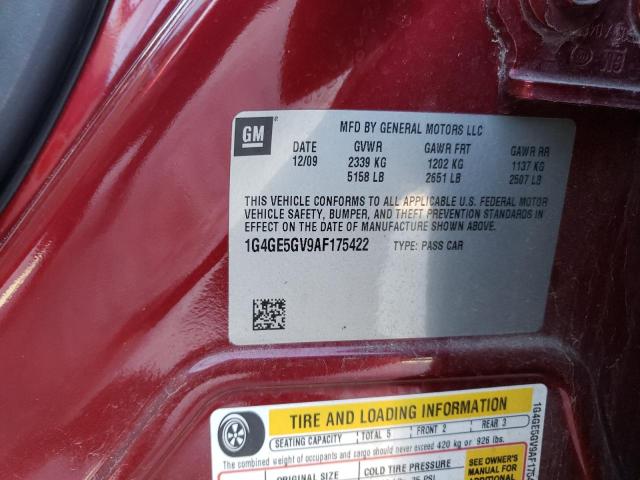 GM
MFD BY GENERAL MOTORS LLC
DATE GVWR GAWR FRT GAWR RR
12/09 2339 KG 1202 KG 1137 KG
5158 LB 2651 LB 2507 LB
THIS VEHICLE CONFORMS TO ALL APPLICABLE U.S. FEDERAL MOTOR
VEHICLE SAFETY, BUMPER, AND THEFT PREVENTION STANDARDS IN
EFFECT ON THE DATE OF MANUFACTURE SHOWN ABOVE.
1G4GE5GV9AF175422 TYPE: PASS CAR
TIRE AND LOADING INFORMATION
SEATING CAPACITY TOTAL 5 FRONT 2 REAR 3
The combined weight of occupants and cargo should never exceed 420 kg or 926 lbs.
ORIGINAL SIZE COLD TIRE PRESSURE
SEE OWNER'S
MANUAL FOR
ADDITIONAL
1G4GE5GV9AF175